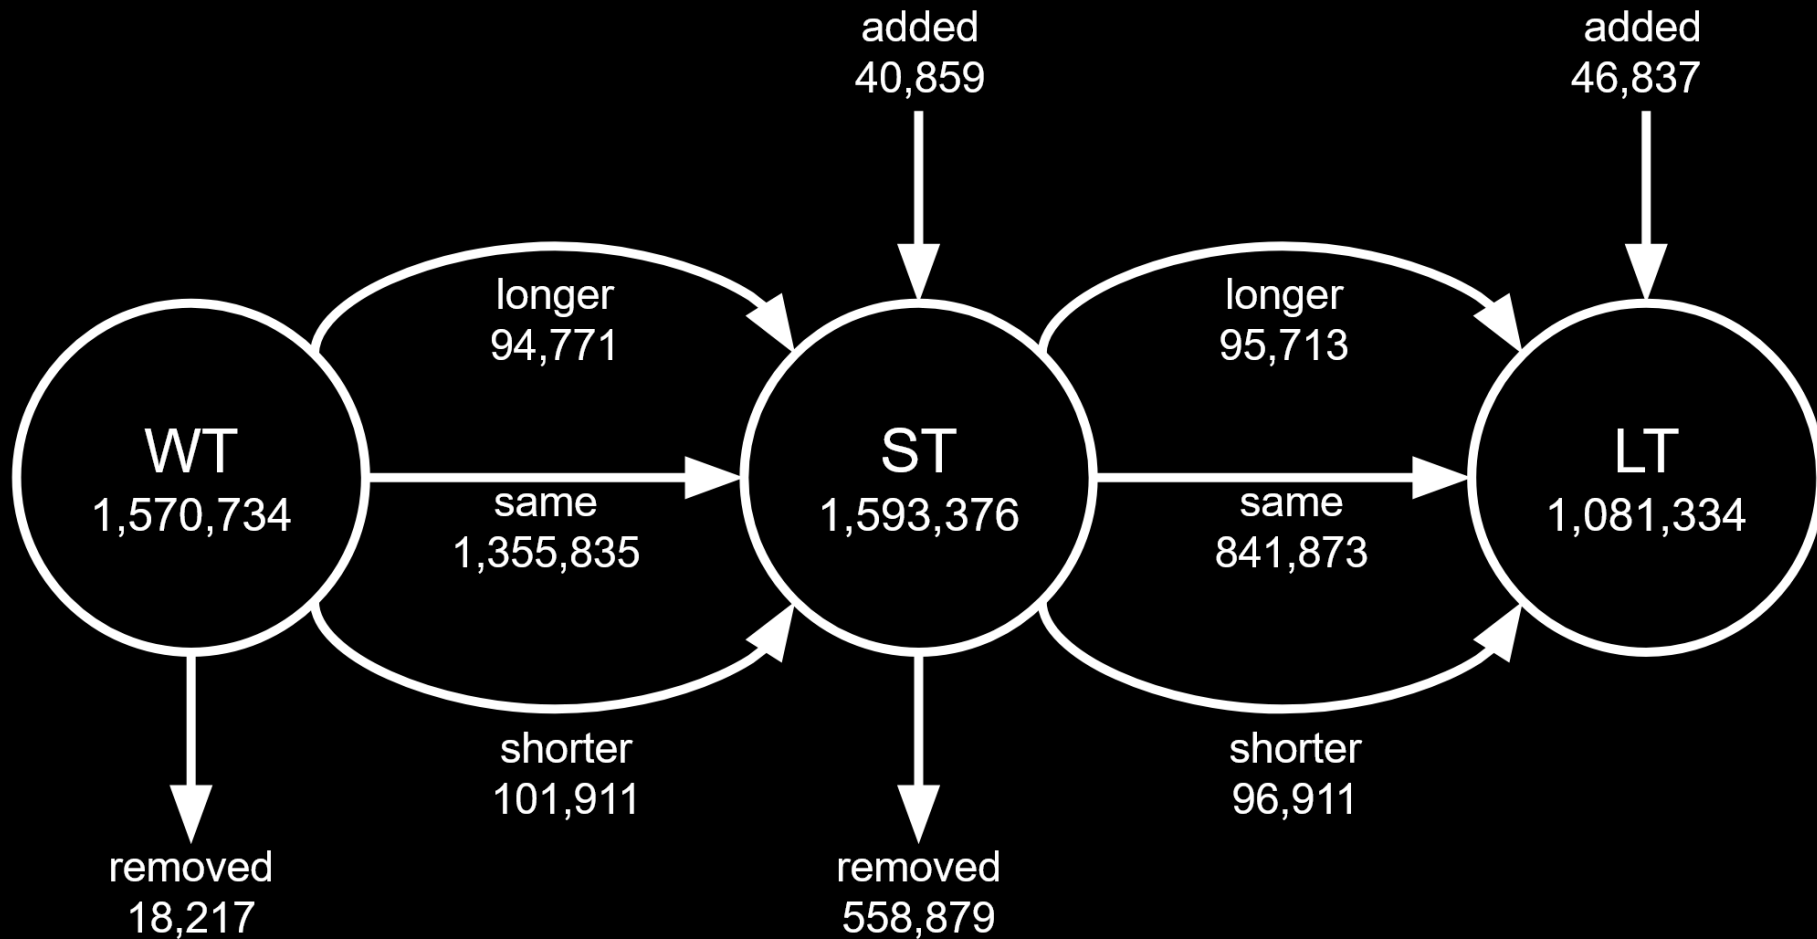 added
40,859
added
46,837
longer
94,771
longer
95,713
WT
1,570,734
ST
1,593,376
LT
1,081,334
same
1,355,835
same
841,873
shorter
101,911
shorter
96,911
removed
18,217
removed
558,879